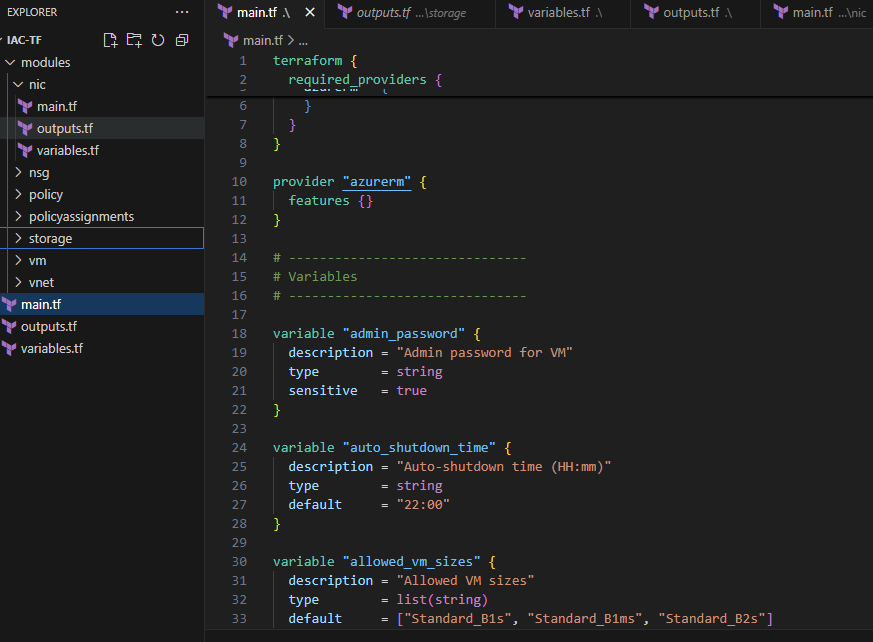 EXPLORER
IAC-TF
modules
nic
main.tf
outputs.tf
variables.tf
nsg
policy
policyassignments
storage
vm
vnet
main.tf
outputs.tf
variables.tf
main.tf .\ outputs.tf ...\storage variables.tf .\ outputs.tf .\ main.tf ...\nic
main.tf > ...
1 terraform {
2 required_providers {
6 }
7 }
8 }
9
10 provider "azurerm" {
11 features {}
12 }
13
14 # -------------------------------
15 # Variables
16 # -------------------------------
17
18 variable "admin_password" {
19 description = "Admin password for VM"
20 type = string
21 sensitive = true
22 }
23
24 variable "auto_shutdown_time" {
25 description = "Auto-shutdown time (HH:mm)"
26 type = string
27 default = "22:00"
28 }
29
30 variable "allowed_vm_sizes" {
31 description = "Allowed VM sizes"
32 type = list(string)
33 default = ["Standard_B1s", "Standard_B1ms", "Standard_B2s"]